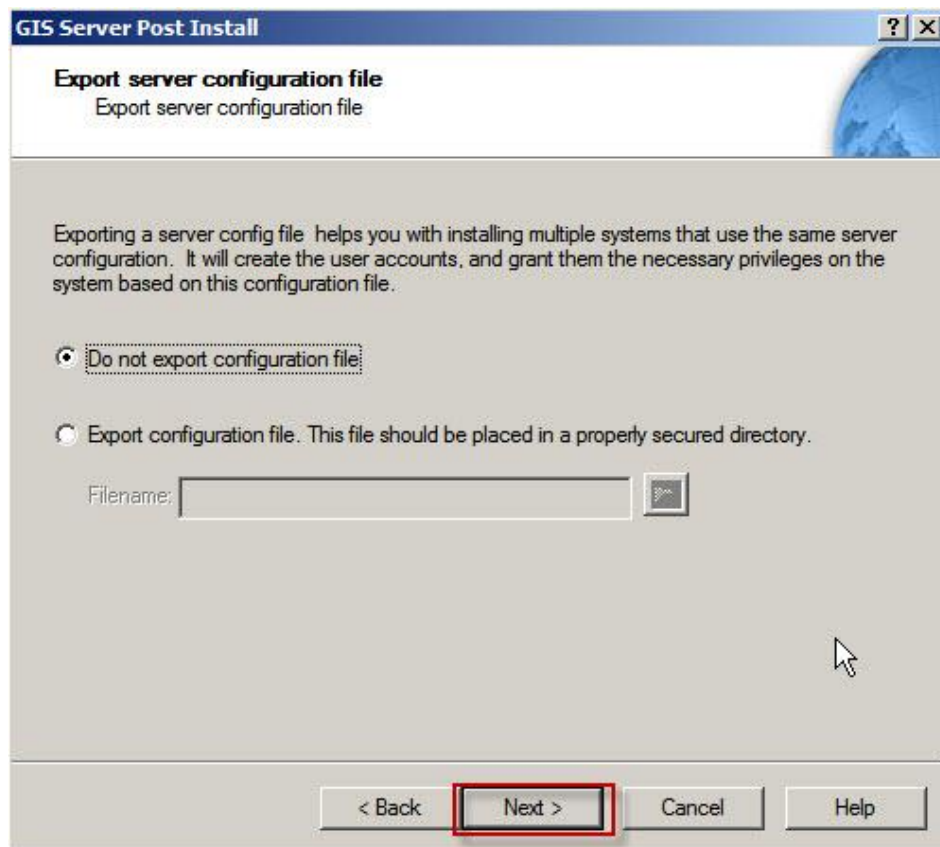 GIS Server Post Install
Export server configuration file
Export server configuration file
Exporting a server config file  helps you with installing multiple systems that use the same server
configuration.  It will create the user accounts, and grant them the necessary privileges on the
system based on this configuration file.
Do not export configuration file
Export configuration file. This file should be placed in a properly secured directory.
Filename:
< Back
Next >
Cancel
Help